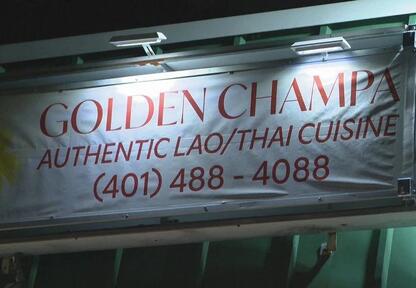 GOLDEN CHAMPA
AUTHENTIC LAO/THAI CUISINE
(401) 488 - 4088